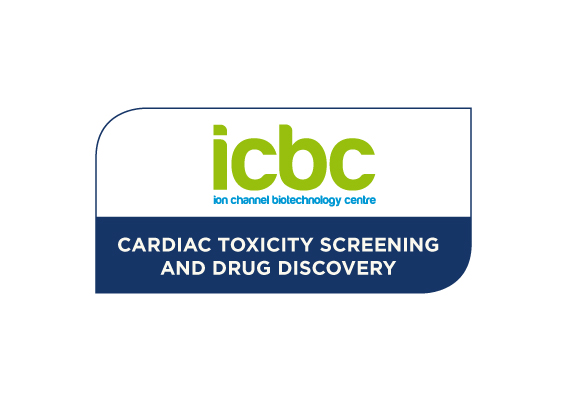 icbc
ion channel biotechnology centre
CARDIAC TOXICITY SCREENING
AND DRUG DISCOVERY